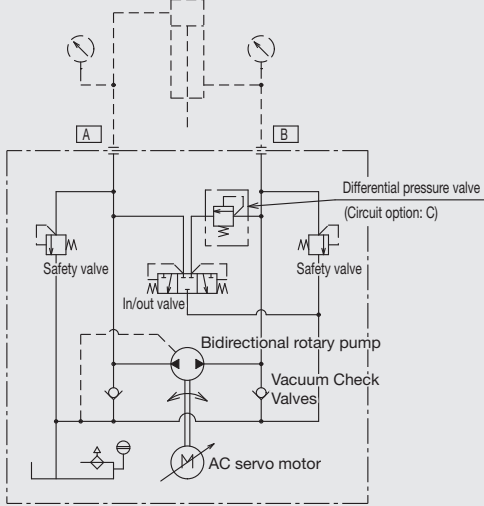 A
B
Differential pressure valve
(Circuit option: C)
Safety valve
Safety valve
In/out valve
Bidirectional rotary pump
Vacuum Check
Valves
M
AC servo motor